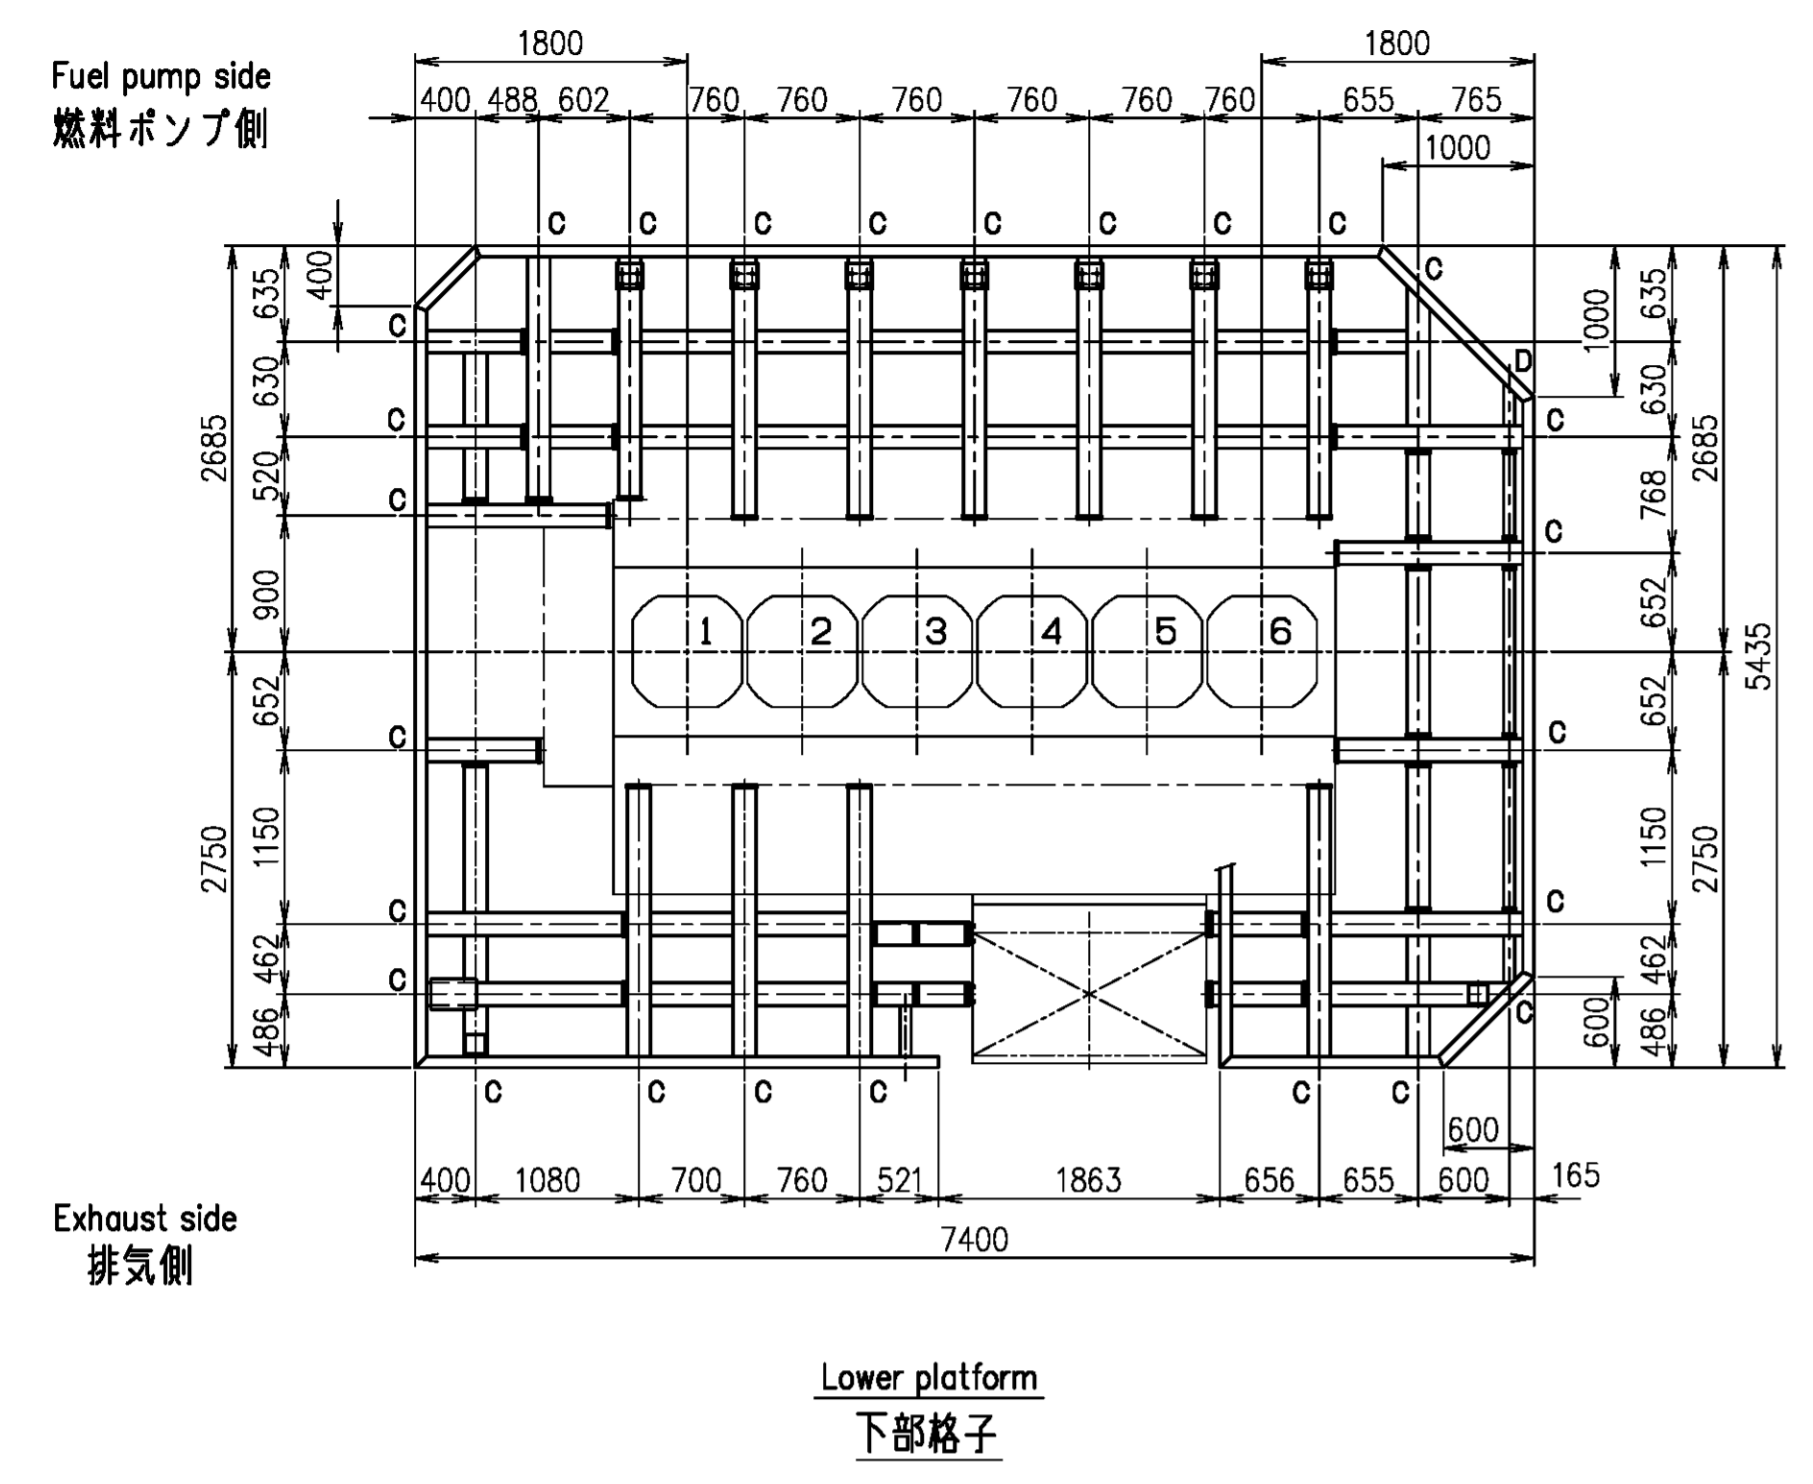 1800 1800
Fuel pump side
燃料ポンプ側
400 488 602 760 760 760 760 760 760 655 765
1000
C C C C C C C C
C
635 400 1000 635
C
D
630 630
C C
2685 2685
520 768
C C
900 652
1 2 3 4 5 6
5435
652 652
C C
1150 1150
2750 2750
C C
462 462
C C
486 600 486
C C C C C C
600
400 1080 700 760 521 1863 656 655 600 165
7400
Exhaust side
排気側
Lower platform
下部格子